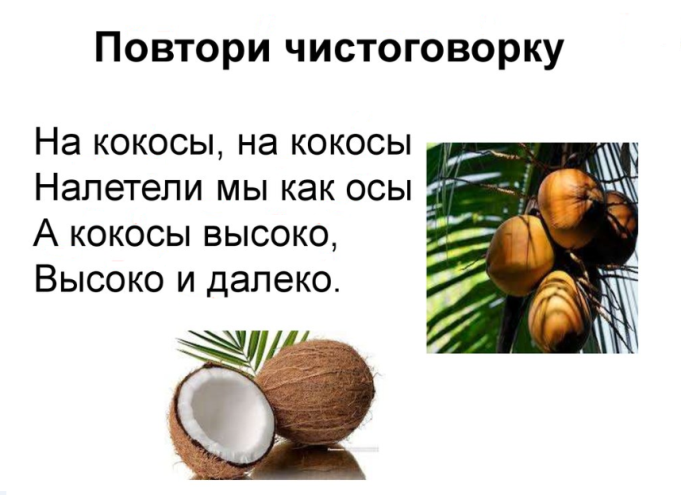 Повтори чистоговорку
На кокосы, на кокосы
Налетели мы как осы
А кокосы высоко,
Высоко и далеко.